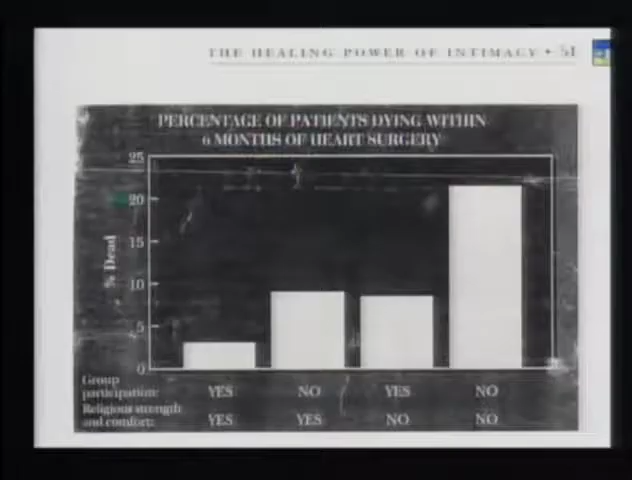 THE HEALING POWER OF INTIMACY • 51
PERCENTAGE OF PATIENTS DYING WITHIN
6 MONTHS OF HEART SURGERY
25
20
15
10
5
0
% Dead
Group
participation: YES NO YES NO
Religious strength
and comfort: YES YES NO NO